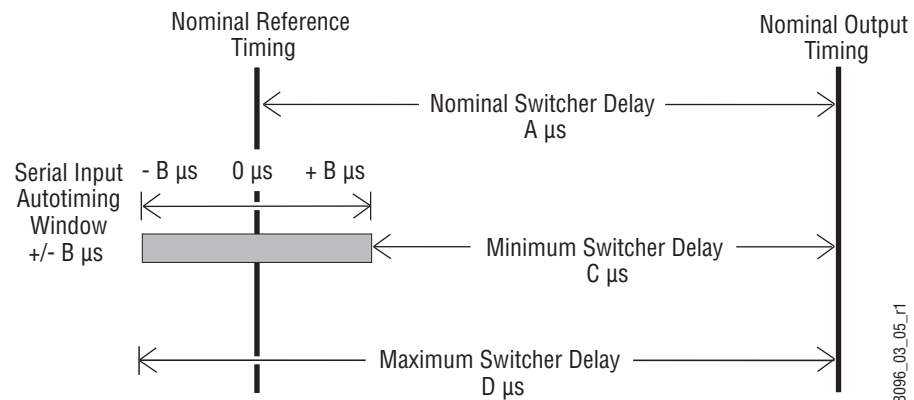 Nominal Reference
Timing
Nominal Output
Timing
Nominal Switcher Delay
A µs
Serial Input
Autotiming
Window
+/- B µs
- B µs
0 µs
+ B µs
Minimum Switcher Delay
C µs
Maximum Switcher Delay
D µs
8096_03_05_r1